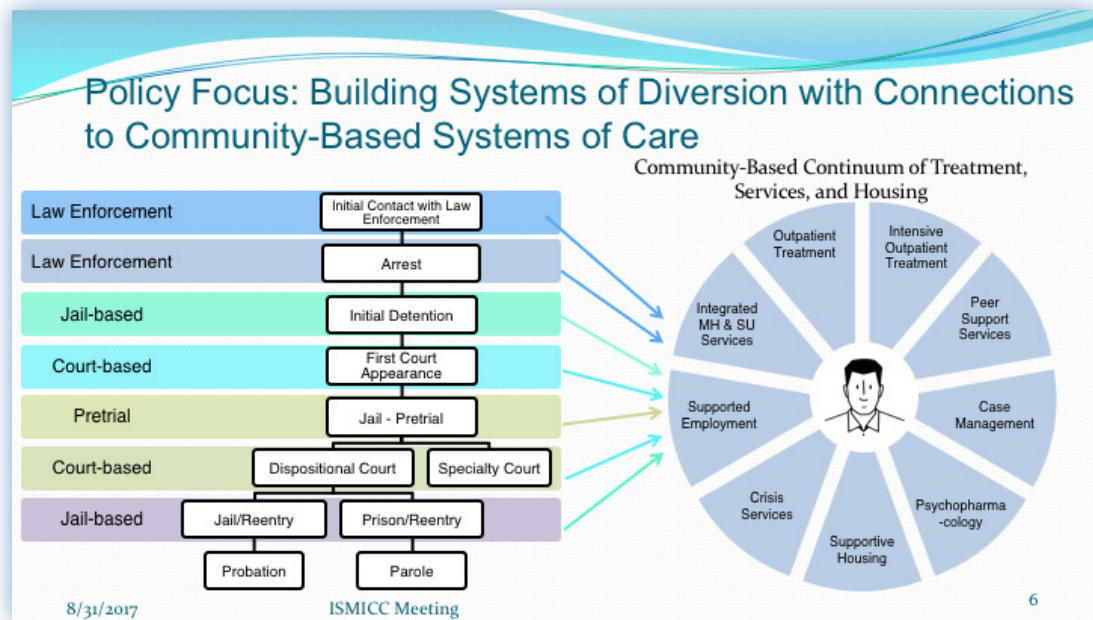 Policy Focus: Building Systems of Diversion with Connections
to Community-Based Systems of Care
Community-Based Continuum of Treatment,
Services, and Housing
Law Enforcement
Initial Contact with Law
Enforcement
Law Enforcement
Arrest
Jail-based
Initial Detention
Court-based
First Court
Appearance
Pretrial
Jail - Pretrial
Court-based
Dispositional Court
Specialty Court
Jail-based
Jail/Reentry
Prison/Reentry
Probation
Parole
Outpatient
Treatment
Intensive
Outpatient
Treatment
Peer
Support
Services
Case
Management
Psychopharma
-cology
Supportive
Housing
Crisis
Services
Supported
Employment
Integrated
MH & SU
Services
8/31/2017
ISMICC Meeting
6